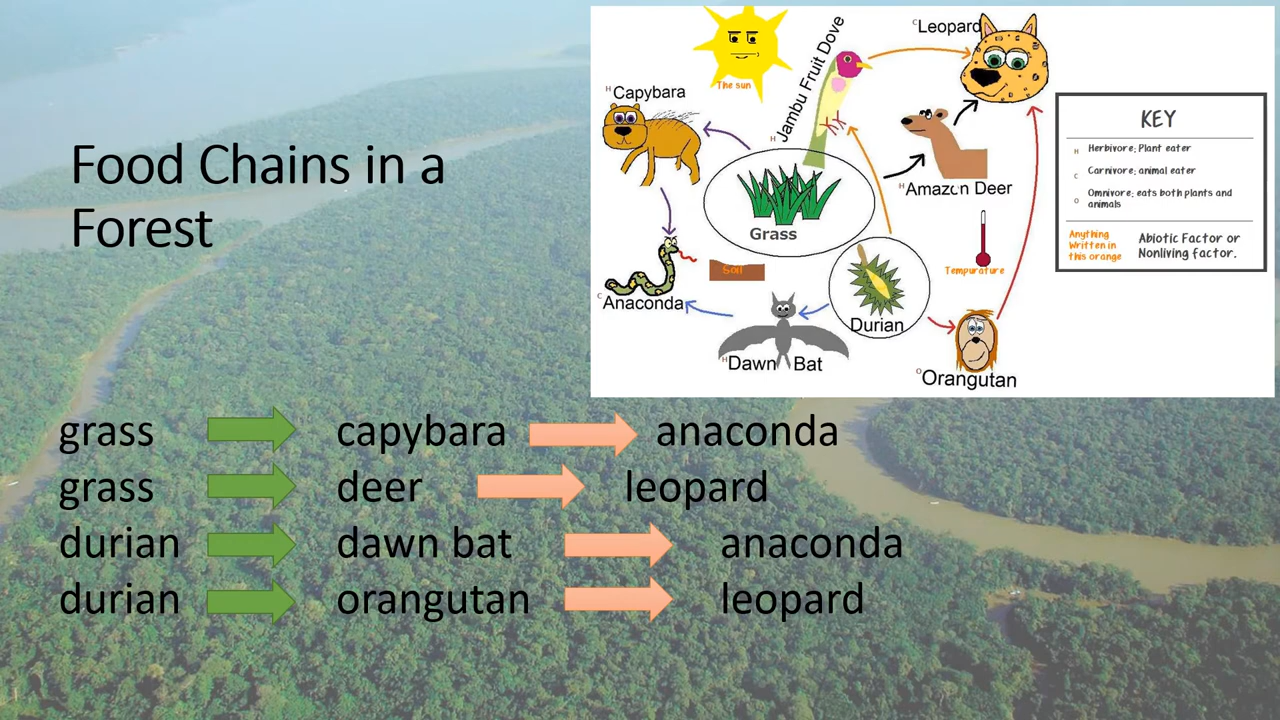 Food Chains in a
Forest
The sun
H Capybara
H Jambu Fruit Dove
C Leopard
H Amazon Deer
Grass
Soil
Tempurature
C Anaconda
H Dawn Bat
Durian
O Orangutan
KEY
H Herbivore; Plant eater
C Carnivore; animal eater
O Omnivore; eats both plants and
animals
Anything
Written in
this orange
Abiotic Factor or
Nonliving factor.
grass capybara anaconda
grass deer leopard
durian dawn bat anaconda
durian orangutan leopard